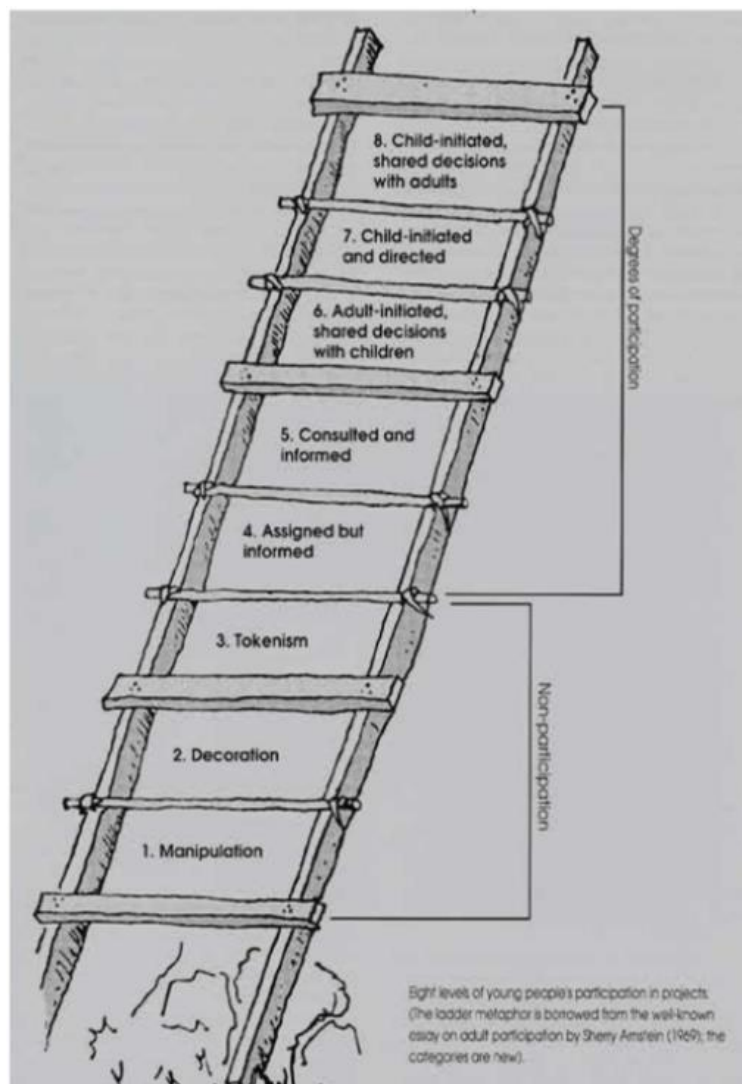 8. Child-initiated,
shared decisions
with adults
7. Child-initiated
and directed
6. Adult-initiated,
shared decisions
with children
5. Consulted and
informed
4. Assigned but
informed
3. Tokenism
2. Decoration
1. Manipulation
Degrees of participation
Non-participation
Eight levels of young people's participation in projects.
(The ladder metaphor is borrowed from the well-known
essay on adult participation by Sherry Arnstein (1969); the
categories are new).